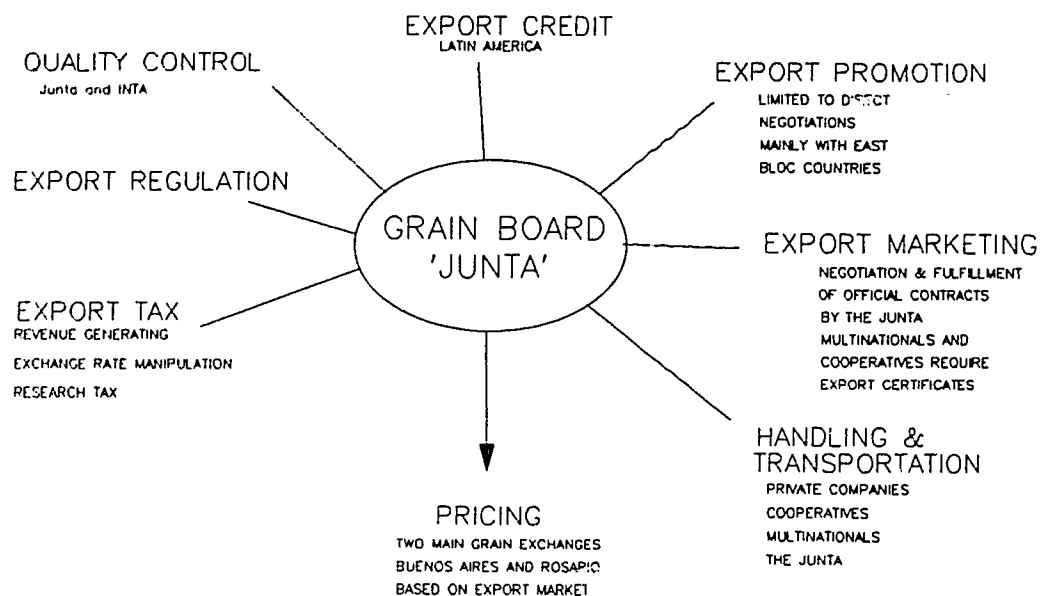 EXPORT CREDIT
LATIN AMERICA
QUALITY CONTROL
Junta and INTA
EXPORT PROMOTION
LIMITED TO DIRECT
NEGOTIATIONS
MAINLY WITH EAST
BLOC COUNTRIES
EXPORT REGULATION
GRAIN BOARD
'JUNTA'
EXPORT MARKETING
NEGOTIATION & FULFILLMENT
OF OFFICIAL CONTRACTS
BY THE JUNTA
MULTINATIONALS AND
COOPERATIVES REQUIRE
EXPORT CERTIFICATES
EXPORT TAX
REVENUE GENERATING
EXCHANGE RATE MANIPULATION
RESEARCH TAX
HANDLING &
TRANSPORTATION
PRIVATE COMPANIES
COOPERATIVES
MULTINATIONALS
THE JUNTA
PRICING
TWO MAIN GRAIN EXCHANGES
BUENOS AIRES AND ROSARIO
BASED ON EXPORT MARKET